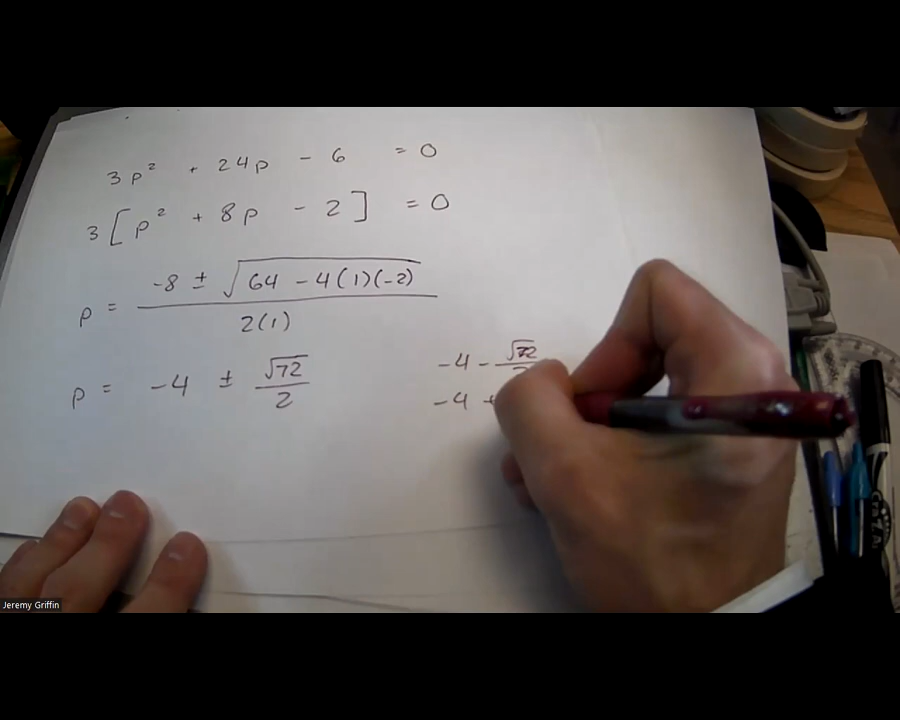 3p² + 24p - 6 = 0
3[p² + 8p - 2] = 0
p = -8 ± √64 - 4(1)(-2) / 2(1)
p = -4 ± √72 / 2
-4 - √72 / 2
-4 +
Jeremy Griffin